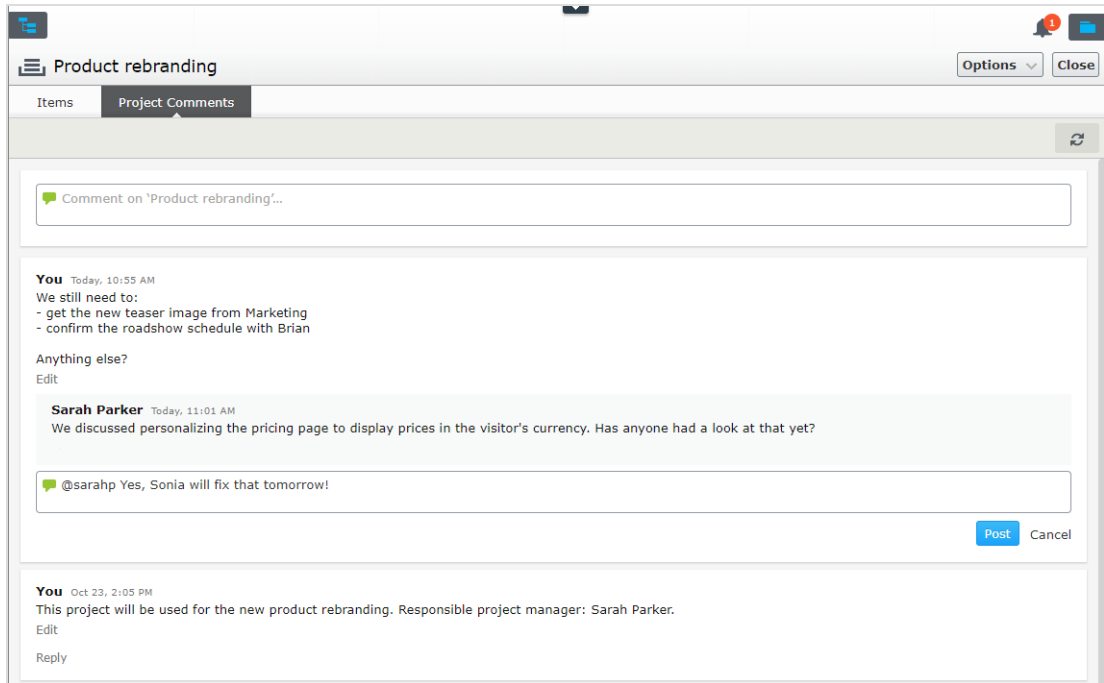 1
Product rebranding
Options
Close
Items
Project Comments
Comment on ‘Product rebranding’...
You Today, 10:55 AM
We still need to:
- get the new teaser image from Marketing
- confirm the roadshow schedule with Brian
Anything else?
Edit
Sarah Parker Today, 11:01 AM
We discussed personalizing the pricing page to display prices in the visitor's currency. Has anyone had a look at that yet?
@sarahp Yes, Sonia will fix that tomorrow!
Post Cancel
You Oct 23, 2:05 PM
This project will be used for the new product rebranding. Responsible project manager: Sarah Parker.
Edit
Reply